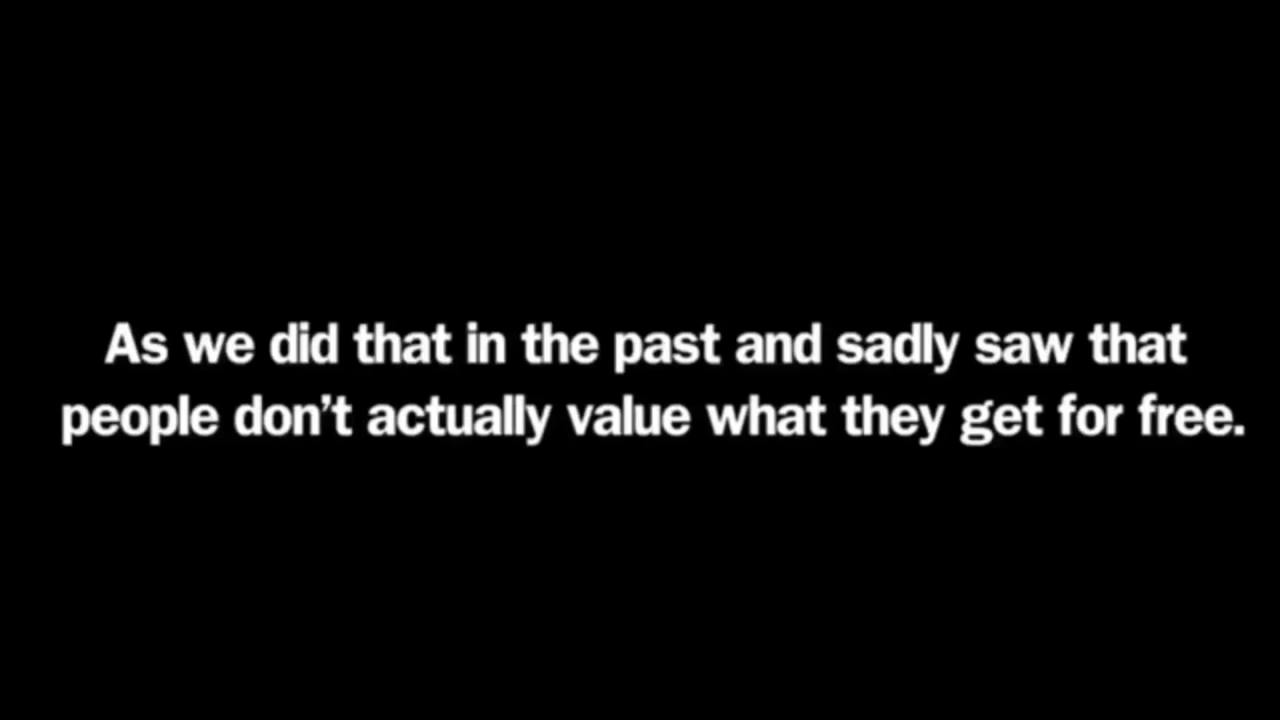 As we did that in the past and sadly saw that
people don’t actually value what they get for free.